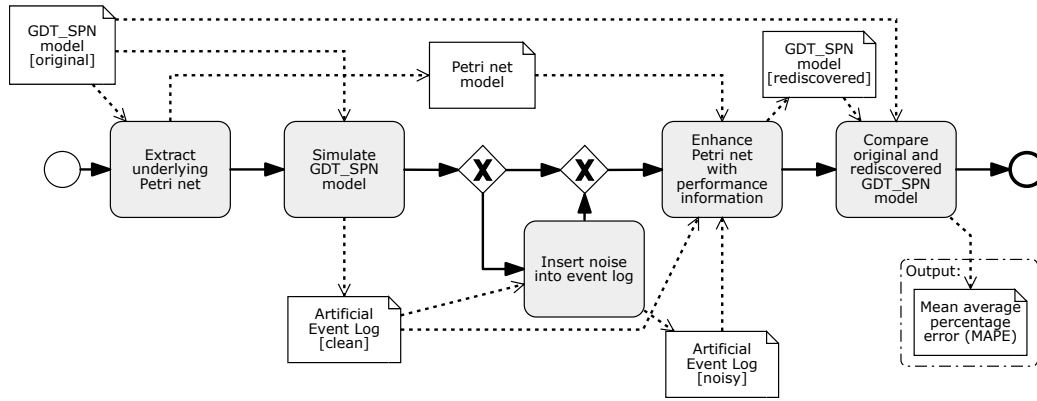 GDT_SPN
model
[original]
Petri net
model
GDT_SPN
model
[rediscovered]
Extract
underlying
Petri net
Simulate
GDT_SPN
model
X
X
Enhance
Petri net
with
performance
information
Compare
original and
rediscovered
GDT_SPN
model
Insert noise
into event log
Artificial
Event Log
[clean]
Artificial
Event Log
[noisy]
Output:
Mean average
percentage
error (MAPE)